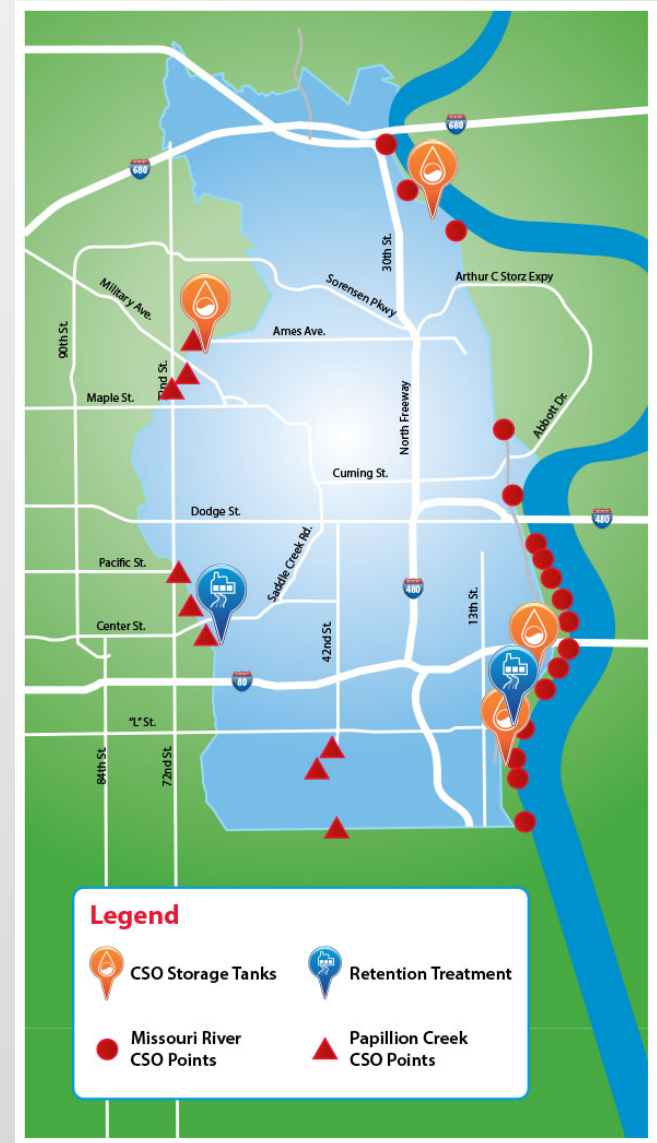 680
680
30th St.
Arthur C Storz Expy
Sorensen Pkwy
Military Ave.
Ames Ave.
90th St.
72nd St.
Maple St.
North Freeway
Abbott Dr.
Cuming St.
Dodge St.
480
Saddle Creek Rd.
Pacific St.
480
13th St.
Center St.
42nd St.
80
"L" St.
84th St.
72nd St.
Legend
CSO Storage Tanks
Retention Treatment
Missouri River
CSO Points
Papillion Creek
CSO Points